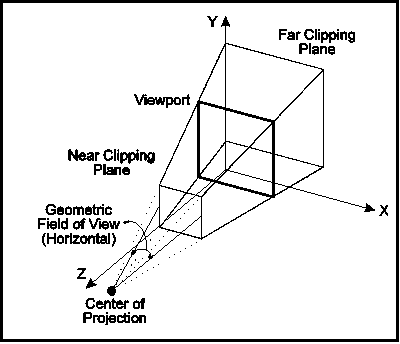 Y
Far Clipping
Plane
Viewport
Near Clipping
Plane
Geometric
Field of View
(Horizontal)
X
Z
Center of
Projection